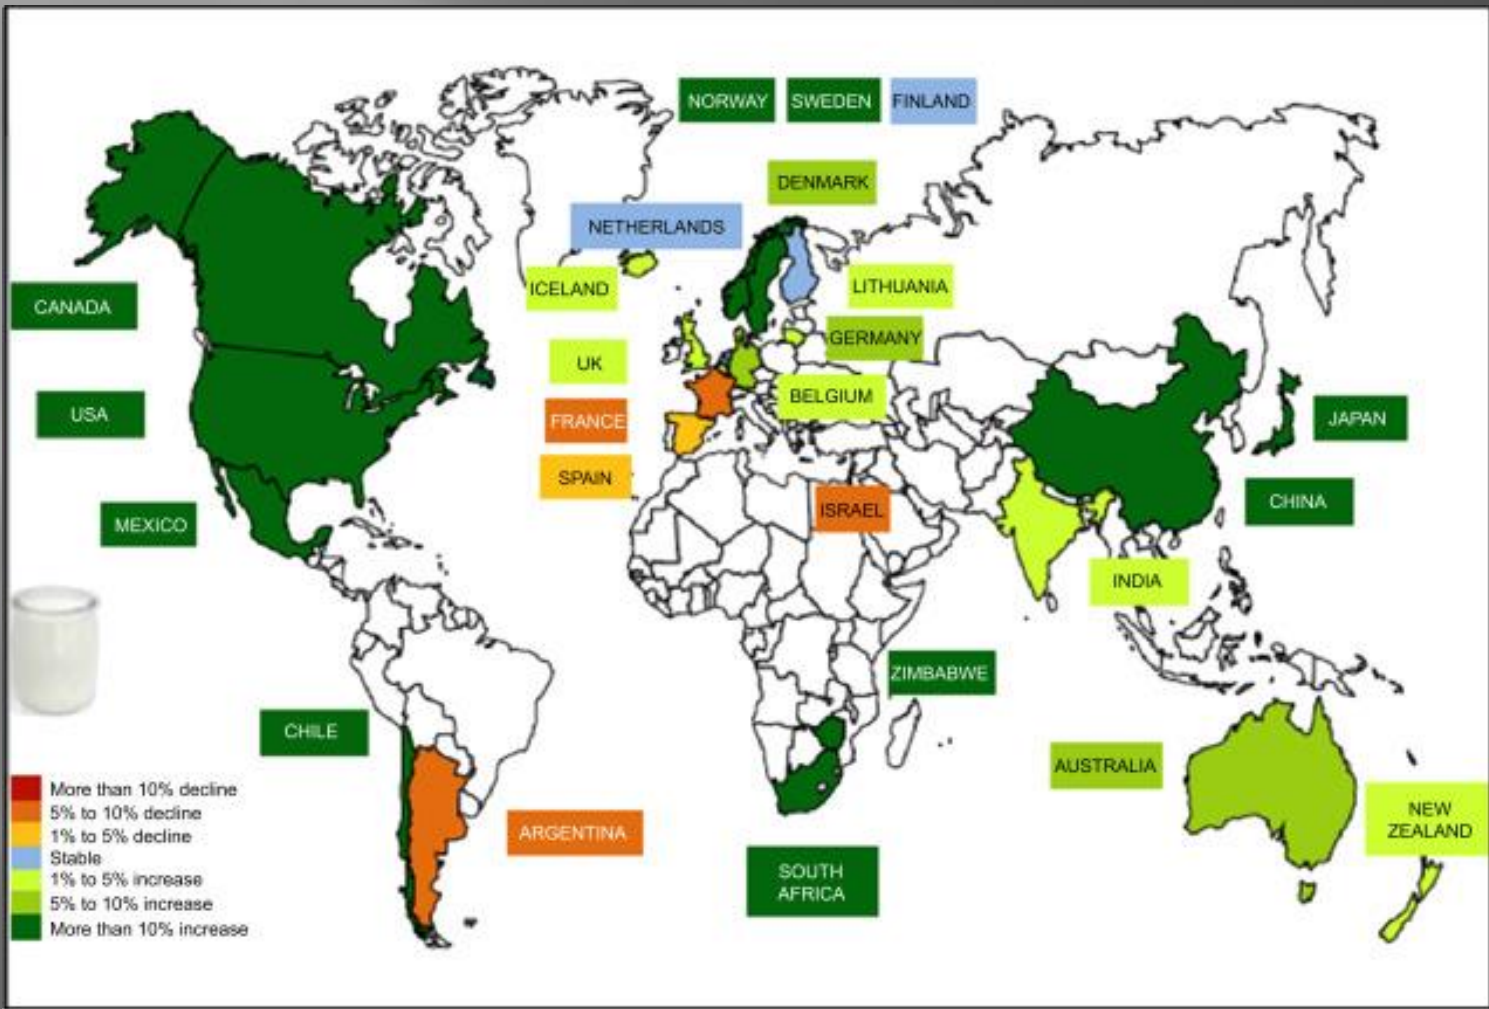 NORWAY
SWEDEN
FINLAND
DENMARK
NETHERLANDS
ICELAND
LITHUANIA
CANADA
GERMANY
UK
BELGIUM
USA
FRANCE
JAPAN
SPAIN
MEXICO
ISRAEL
CHINA
INDIA
ZIMBABWE
CHILE
AUSTRALIA
NEW
ZEALAND
ARGENTINA
SOUTH
AFRICA
More than 10% decline
5% to 10% decline
1% to 5% decline
Stable
1% to 5% increase
5% to 10% increase
More than 10% increase